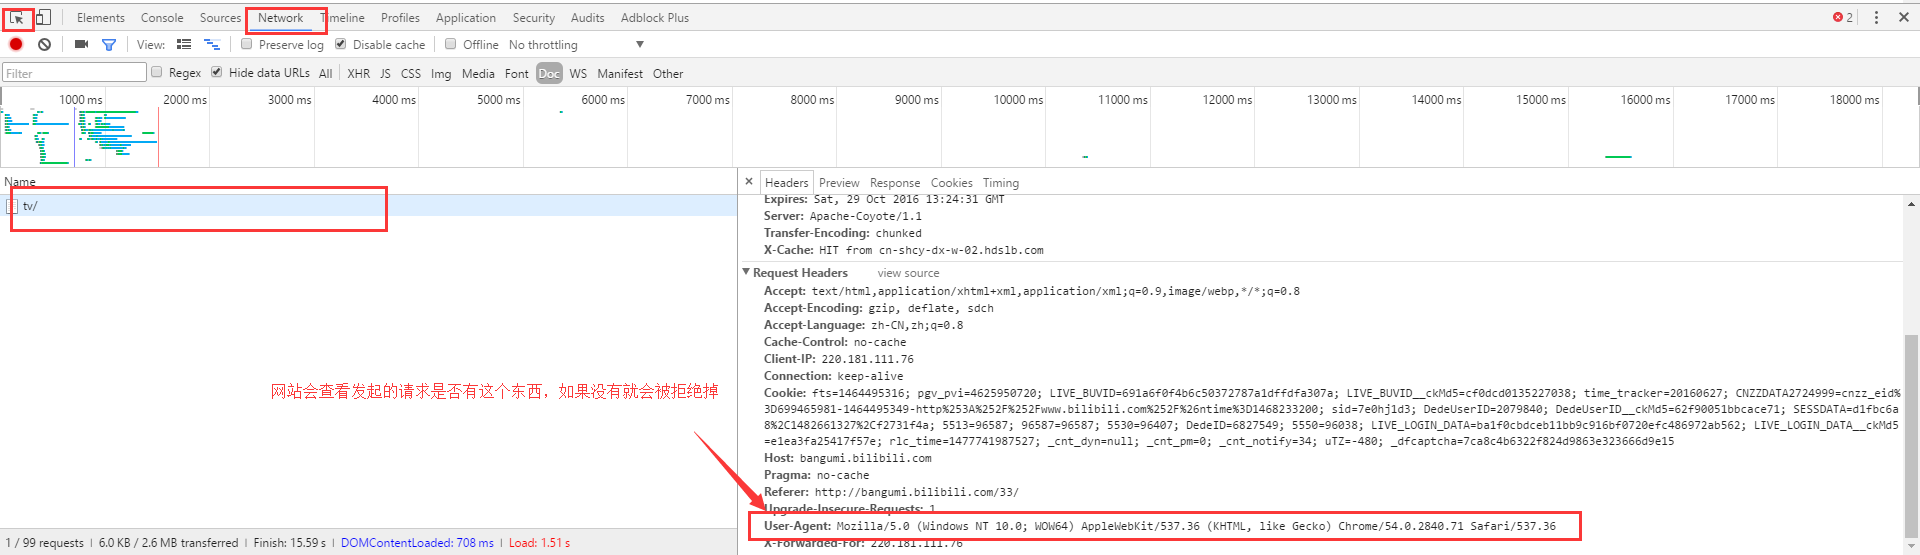 Elements Console Sources Network Timeline Profiles Application Security Audits Adblock Plus 2
View: Preserve log Disable cache Offline No throttling
Filter Regex Hide data URLs All XHR JS CSS Img Media Font Doc WS Manifest Other
1000 ms 2000 ms 3000 ms 4000 ms 5000 ms 6000 ms 7000 ms 8000 ms 9000 ms 10000 ms 11000 ms 12000 ms 13000 ms 14000 ms 15000 ms 16000 ms 17000 ms 18000 ms
Name
tv/
网站会查看发起的请求是否有这个东西，如果没有就会被拒绝掉
1 / 99 requests | 6.0 KB / 2.6 MB transferred | Finish: 15.59 s | DOMContentLoaded: 708 ms | Load: 1.51 s
× Headers Preview Response Cookies Timing
Expires: Sat, 29 Oct 2016 13:24:31 GMT
Server: Apache-Coyote/1.1
Transfer-Encoding: chunked
X-Cache: HIT from cn-shcy-dx-w-02.hdslb.com
Request Headers view source
Accept: text/html,application/xhtml+xml,application/xml;q=0.9,image/webp,*/*;q=0.8
Accept-Encoding: gzip, deflate, sdch
Accept-Language: zh-CN,zh;q=0.8
Cache-Control: no-cache
Client-IP: 220.181.111.76
Connection: keep-alive
Cookie: fts=1464495316; pgv_pvi=4625950720; LIVE_BUVID=691a6f0f4b6c50372787a1dffdfa307a; LIVE_BUVID__ckMd5=cf0dcd0135227038; time_tracker=20160627; CNZZDATA2724999=cnzz_eid%
3D699465981-1464495349-http%253A%252F%252Fwww.bilibili.com%252F%26ntime%3D1468233200; sid=7e0hj1d3; DedeUserID=2079840; DedeUserID__ckMd5=62f90051bbcace71; SESSDATA=d1fbc6a
8%2C1482661327%2Cf2731f4a; 5513=96587; 96587=96587; 5530=96407; DedeID=6827549; 5550=96038; LIVE_LOGIN_DATA=ba1f0cbdceb11bb9c916bf0720efc486972ab562; LIVE_LOGIN_DATA__ckMd5
=e1ea3fa25417f57e; rlc_time=1477741987527; _cnt_dyn=null; _cnt_pm=0; _cnt_notify=34; uTZ=-480; _dfcaptcha=7ca8c4b6322f824d9863e323666d9e15
Host: bangumi.bilibili.com
Pragma: no-cache
Referer: http://bangumi.bilibili.com/33/
Upgrade-Insecure-Requests: 1
User-Agent: Mozilla/5.0 (Windows NT 10.0; WOW64) AppleWebKit/537.36 (KHTML, like Gecko) Chrome/54.0.2840.71 Safari/537.36
X-Forwarded-For: 220.181.111.76